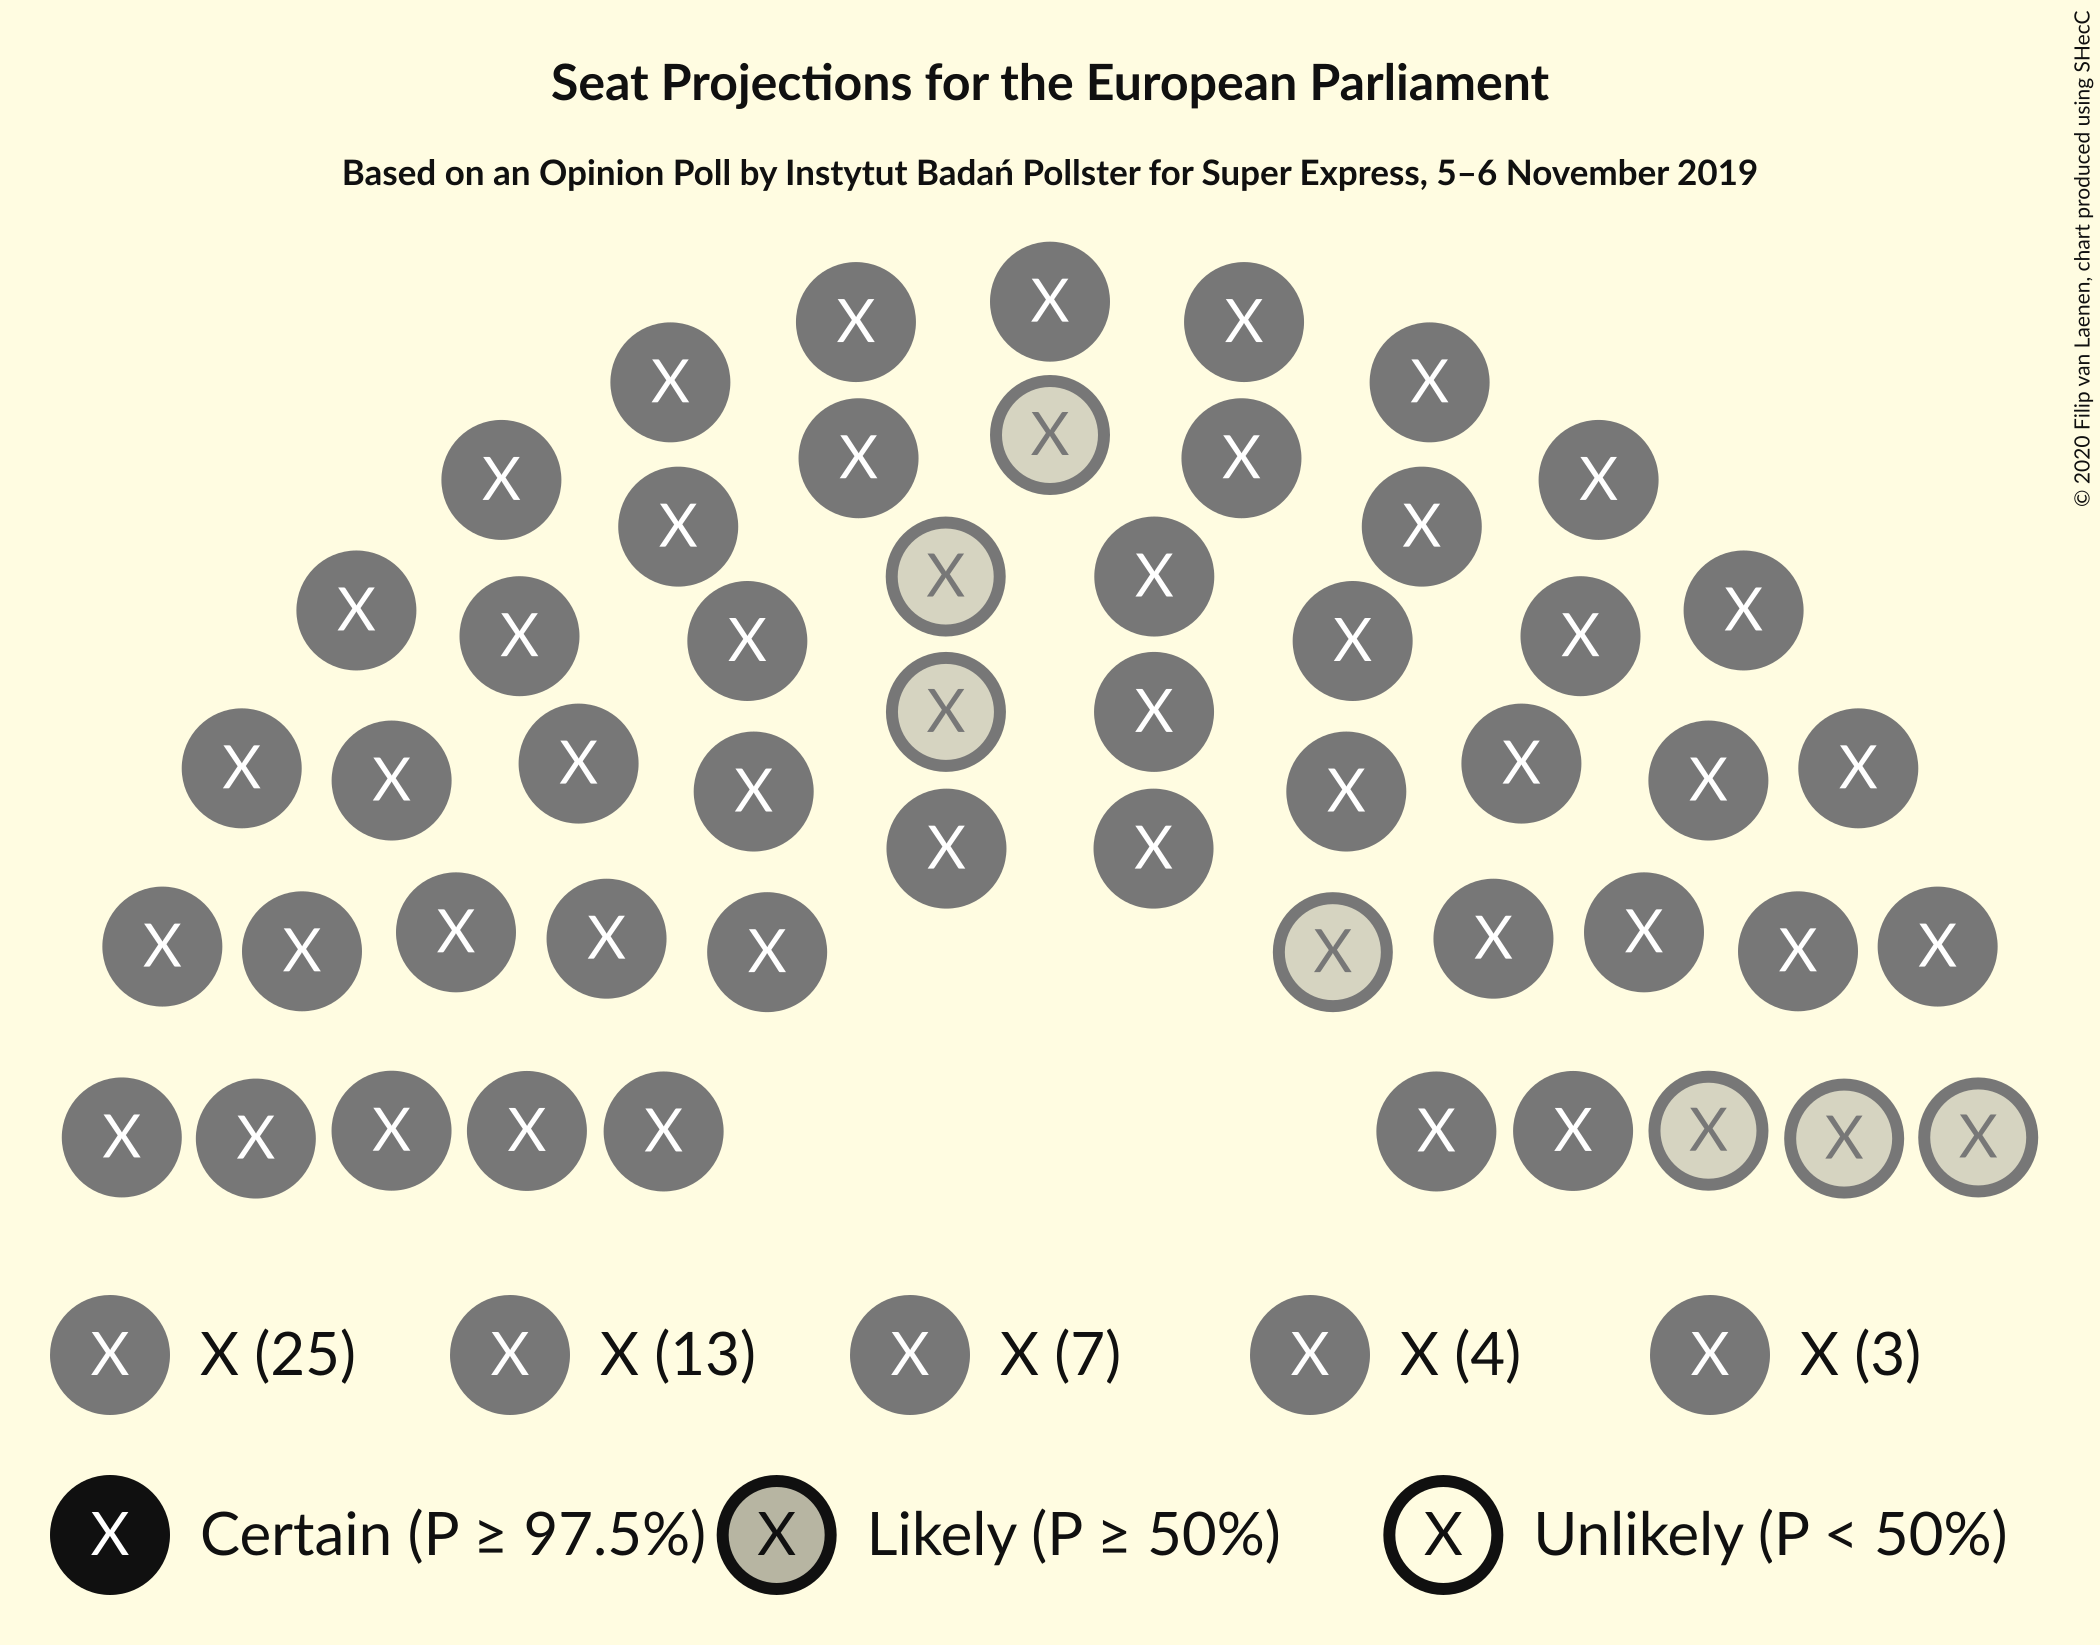 Seat Projections for the European Parliament
Based on an Opinion Poll by Instytut Badań Pollster for Super Express, 5–6 November 2019
© 2020 Filip van Laenen, chart produced using SHecC
X X X X X
X X X
X X
X X X X
X X
X X X X
X X
X X
X X
X X X X
X X
X X
X X
X X X X X X
X X
X X X X
X X X X X X
X X X X
X X X X X X
X X (25) X X (13) X X (7) X X (4) X X (3)
X Certain (P ≥ 97.5%) X Likely (P ≥ 50%) X Unlikely (P < 50%)